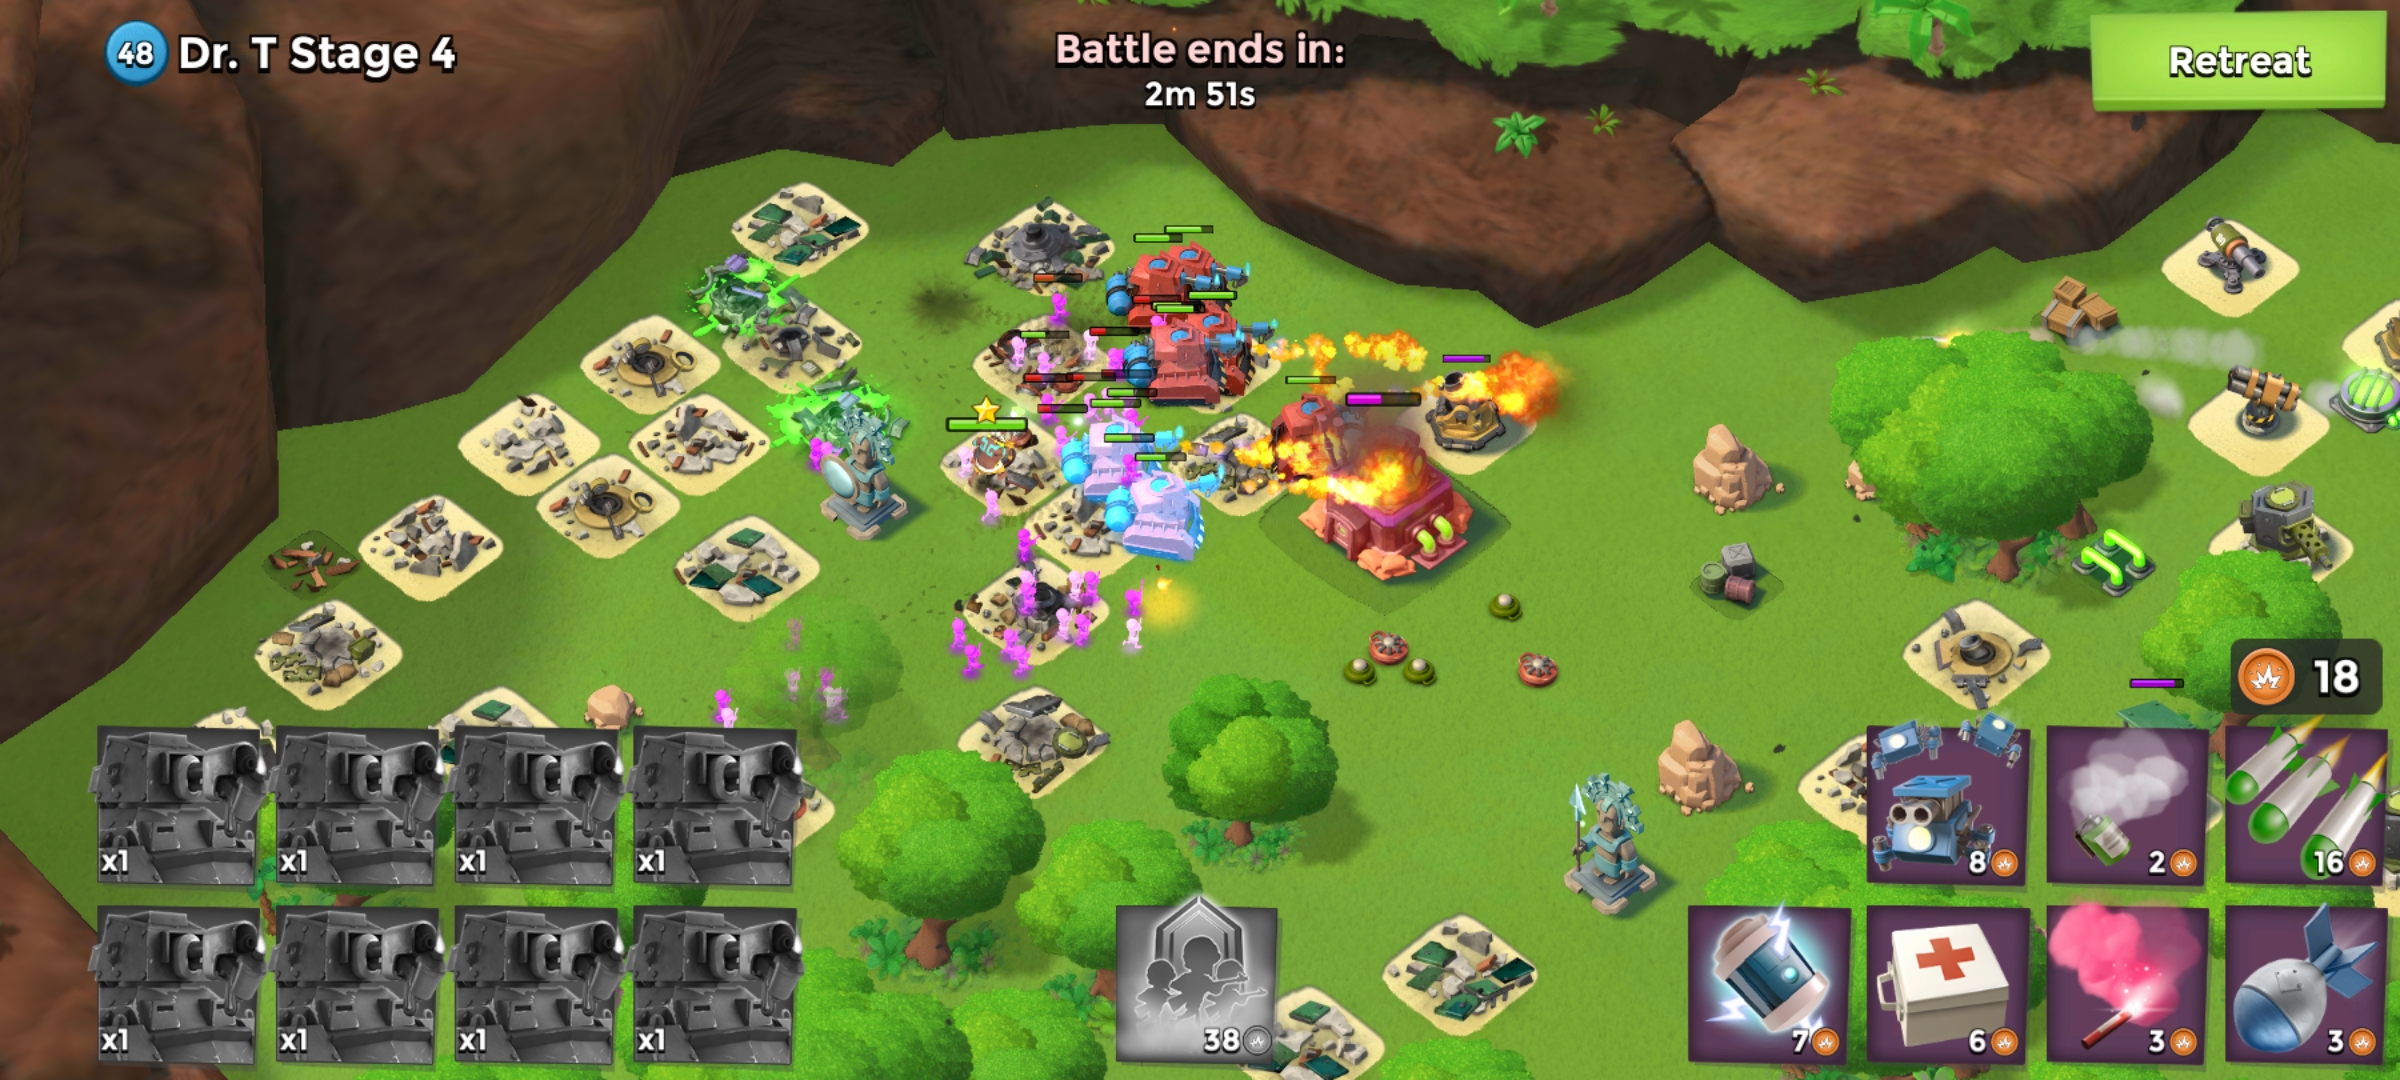 48 Dr. T Stage 4
Battle ends in:
2m 51s
Retreat
18
8
2
16
x1
x1
x1
x1
x1
x1
x1
x1
38
7
6
3
3